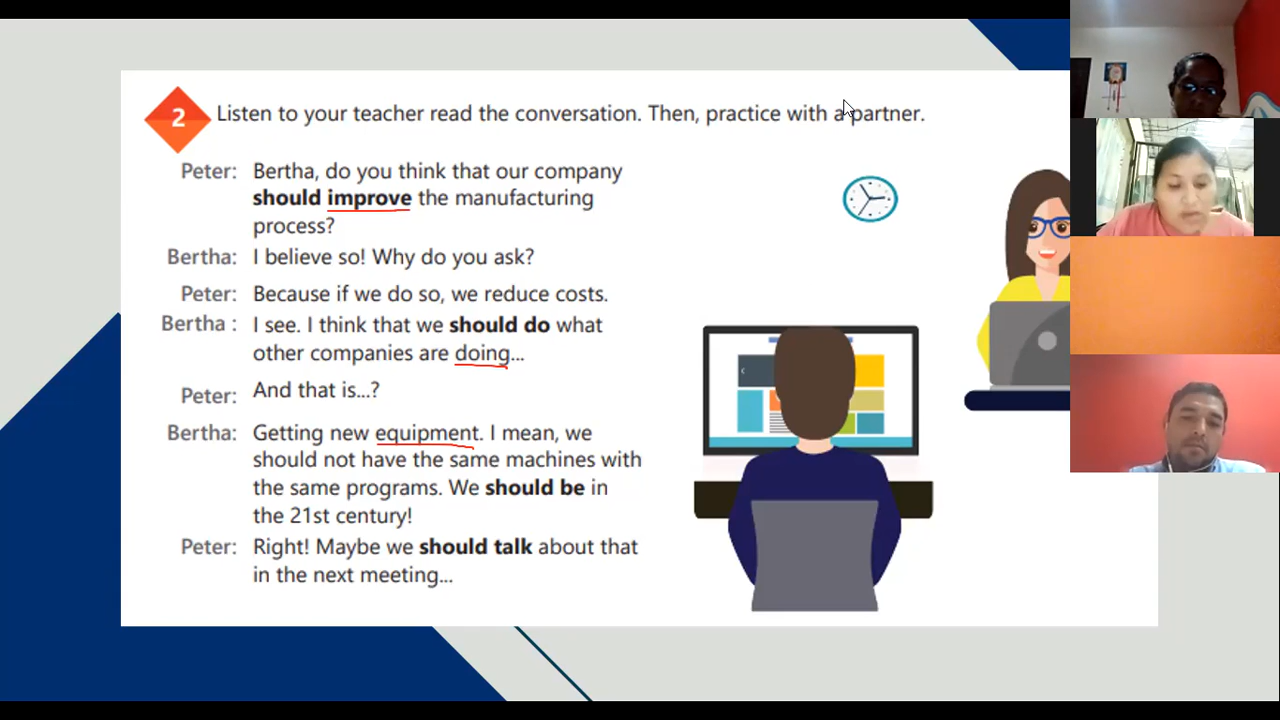 2 Listen to your teacher read the conversation. Then, practice with a partner.
Peter: Bertha, do you think that our company
should improve the manufacturing
process?
Bertha: I believe so! Why do you ask?
Peter: Because if we do so, we reduce costs.
Bertha : I see. I think that we should do what
other companies are doing...
Peter: And that is...?
Bertha: Getting new equipment. I mean, we
should not have the same machines with
the same programs. We should be in
the 21st century!
Peter: Right! Maybe we should talk about that
in the next meeting...